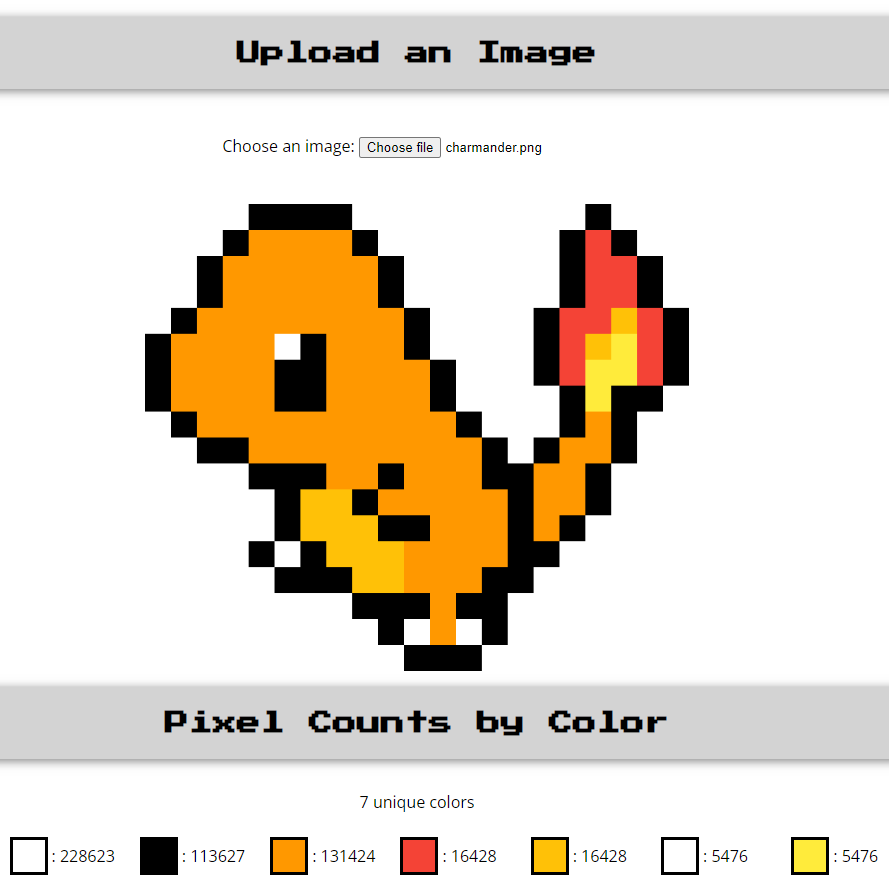 Upload an Image
Choose an image: Choose file charmander.png
Pixel Counts by Color
7 unique colors
: 228623 : 113627 : 131424 : 16428 : 16428 : 5476 : 5476